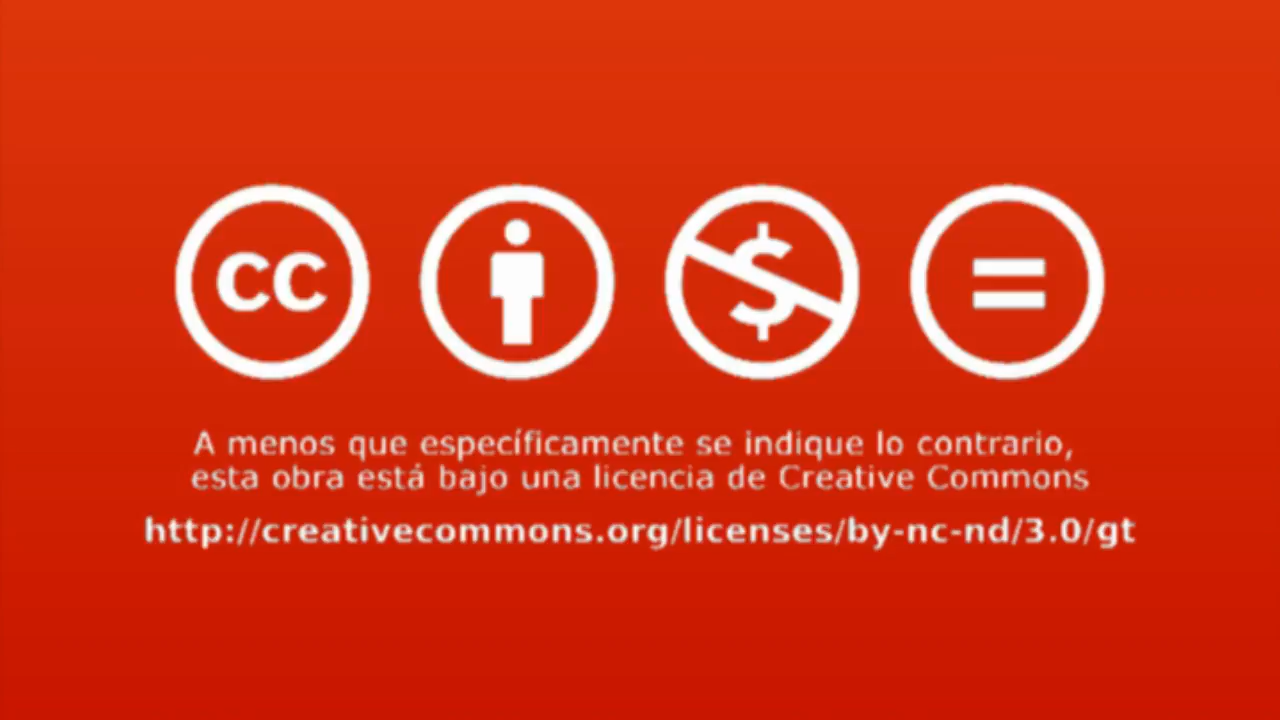 cc
A menos que específicamente se indique lo contrario,
esta obra está bajo una licencia de Creative Commons
http://creativecommons.org/licenses/by-nc-nd/3.0/gt